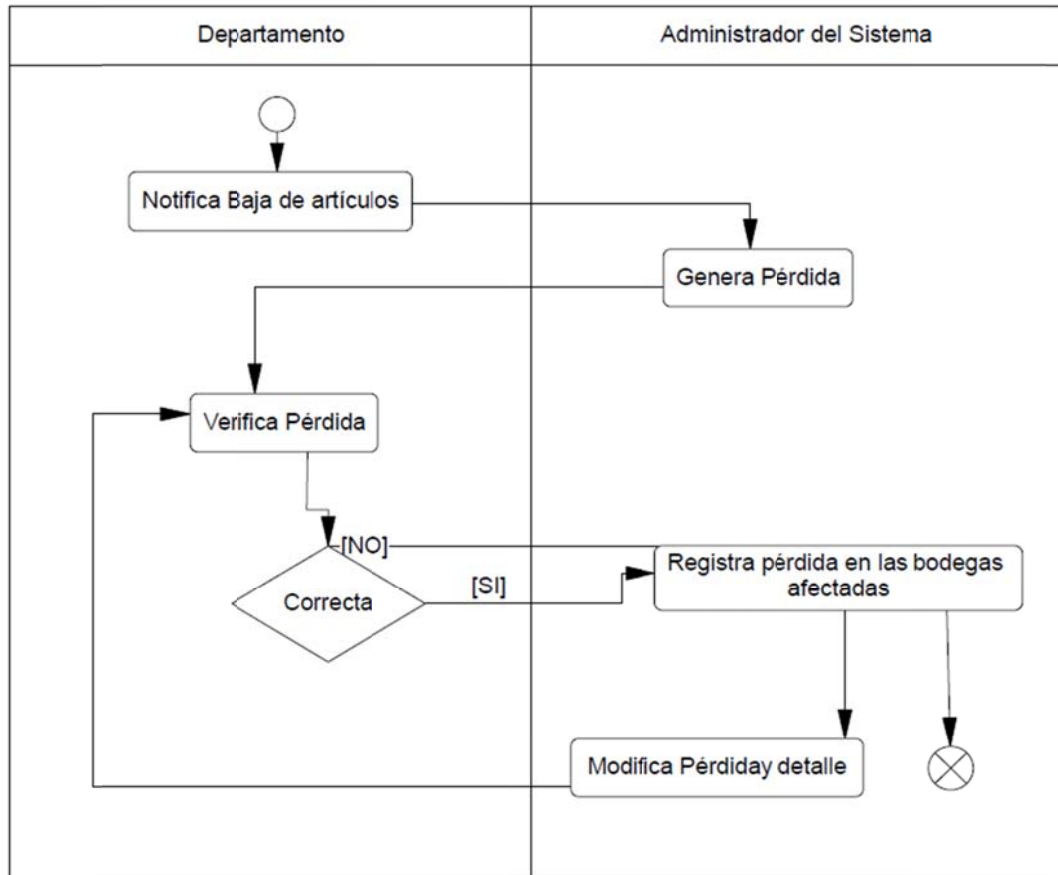 Departamento
Administrador del Sistema
Notifica Baja de artículos
Genera Pérdida
Verifica Pérdida
[NO]
Registra pérdida en las bodegas
afectadas
[SI]
Correcta
Modifica Pérdiday detalle